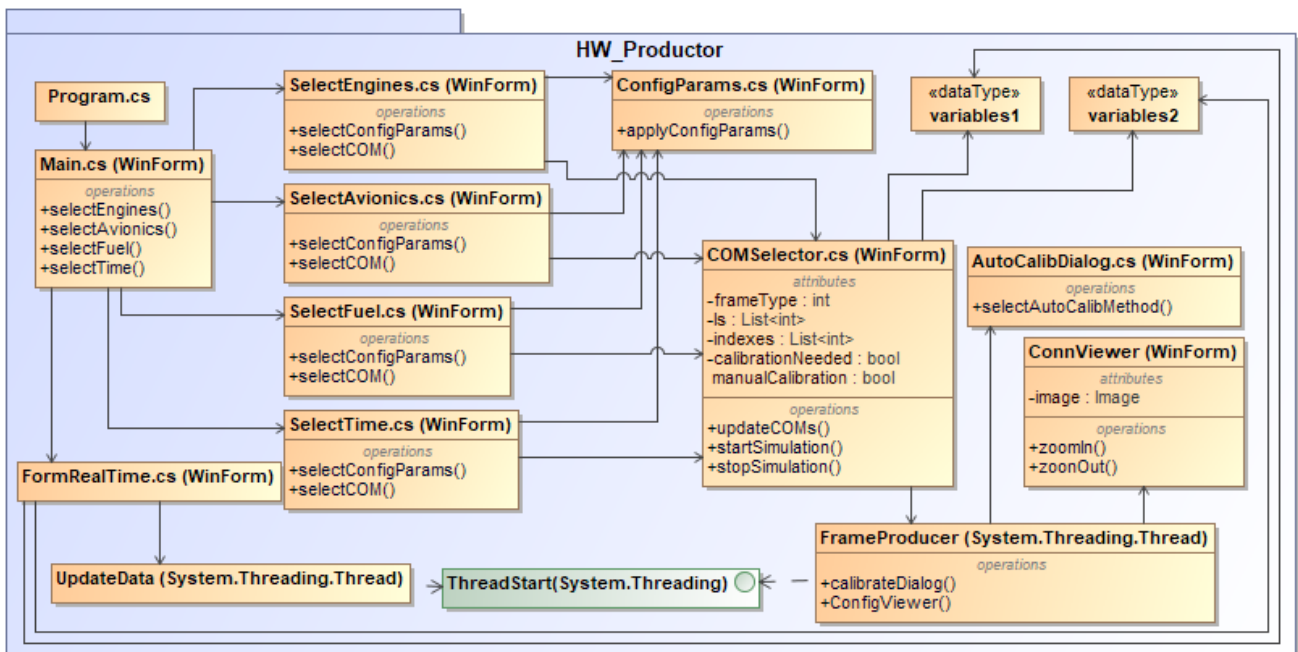 HW_Productor
Program.cs
Main.cs (WinForm)
operations
+selectEngines()
+selectAvionics()
+selectFuel()
+selectTime()
SelectEngines.cs (WinForm)
operations
+selectConfigParams()
+selectCOM()
ConfigParams.cs (WinForm)
operations
+applyConfigParams()
«dataType»
variables1
«dataType»
variables2
SelectAvionics.cs (WinForm)
operations
+selectConfigParams()
+selectCOM()
SelectFuel.cs (WinForm)
operations
+selectConfigParams()
+selectCOM()
SelectTime.cs (WinForm)
operations
+selectConfigParams()
+selectCOM()
COMSelector.cs (WinForm)
attributes
-frameType : int
-ls : List<int>
-indexes : List<int>
-calibrationNeeded : bool
manualCalibration : bool
operations
+updateCOMs()
+startSimulation()
+stopSimulation()
AutoCalibDialog.cs (WinForm)
operations
+selectAutoCalibMethod()
ConnViewer (WinForm)
attributes
-image : Image
operations
+zoomIn()
+zoonOut()
FormRealTime.cs (WinForm)
UpdateData (System.Threading.Thread)
ThreadStart(System.Threading)
FrameProducer (System.Threading.Thread)
operations
+calibrateDialog()
+ConfigViewer()